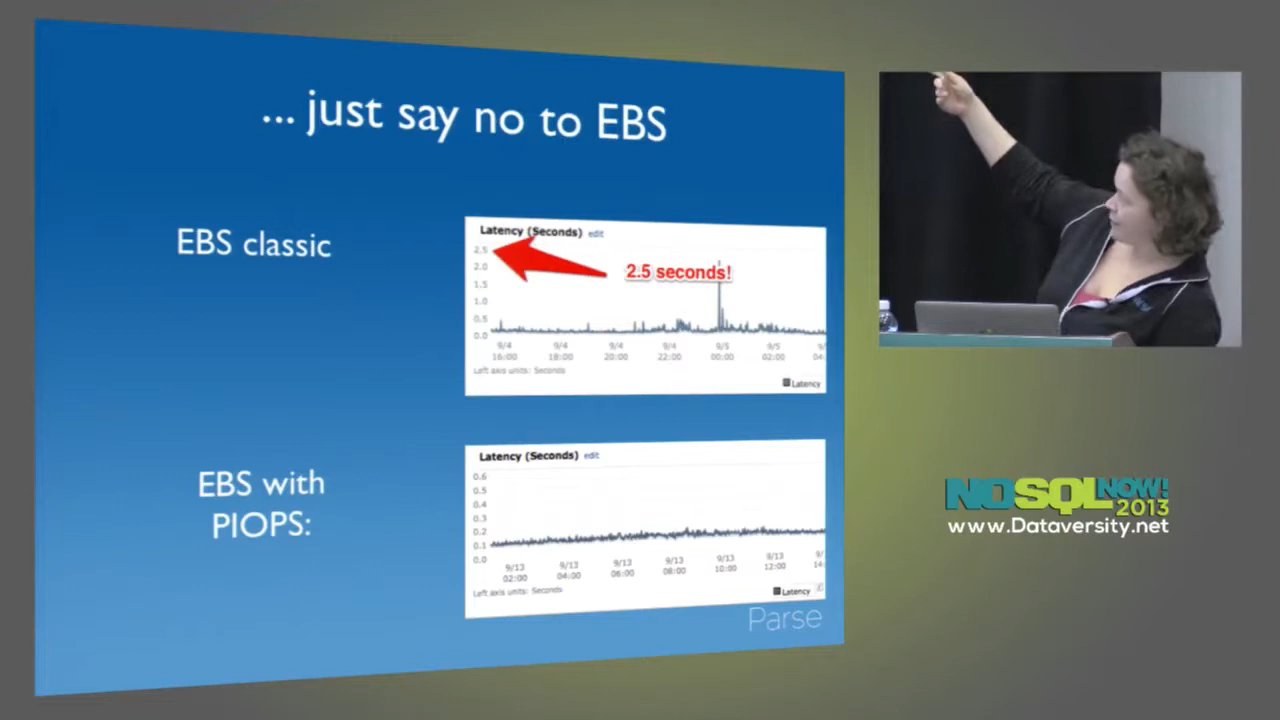 ... just say no to EBS
EBS classic
Latency (Seconds) edit
2.5
2.5 seconds!
2.0
1.5
1.0
0.5
0.0
9/4 9/4 9/4 9/4 9/5 9/5 9/
16:00 18:00 20:00 22:00 00:00 02:00 04:
Left axis units: Seconds
Latency
EBS with
PIOPS:
Latency (Seconds) edit
0.6
0.5
0.4
0.3
0.2
0.1
0.0
9/13 9/13 9/13 9/13 9/13 9/13 9/
02:00 04:00 06:00 08:00 10:00 12:00 14:
Left axis units: Seconds
Latency
Parse
NOSQL NOW!
2013
www.Dataversity.net